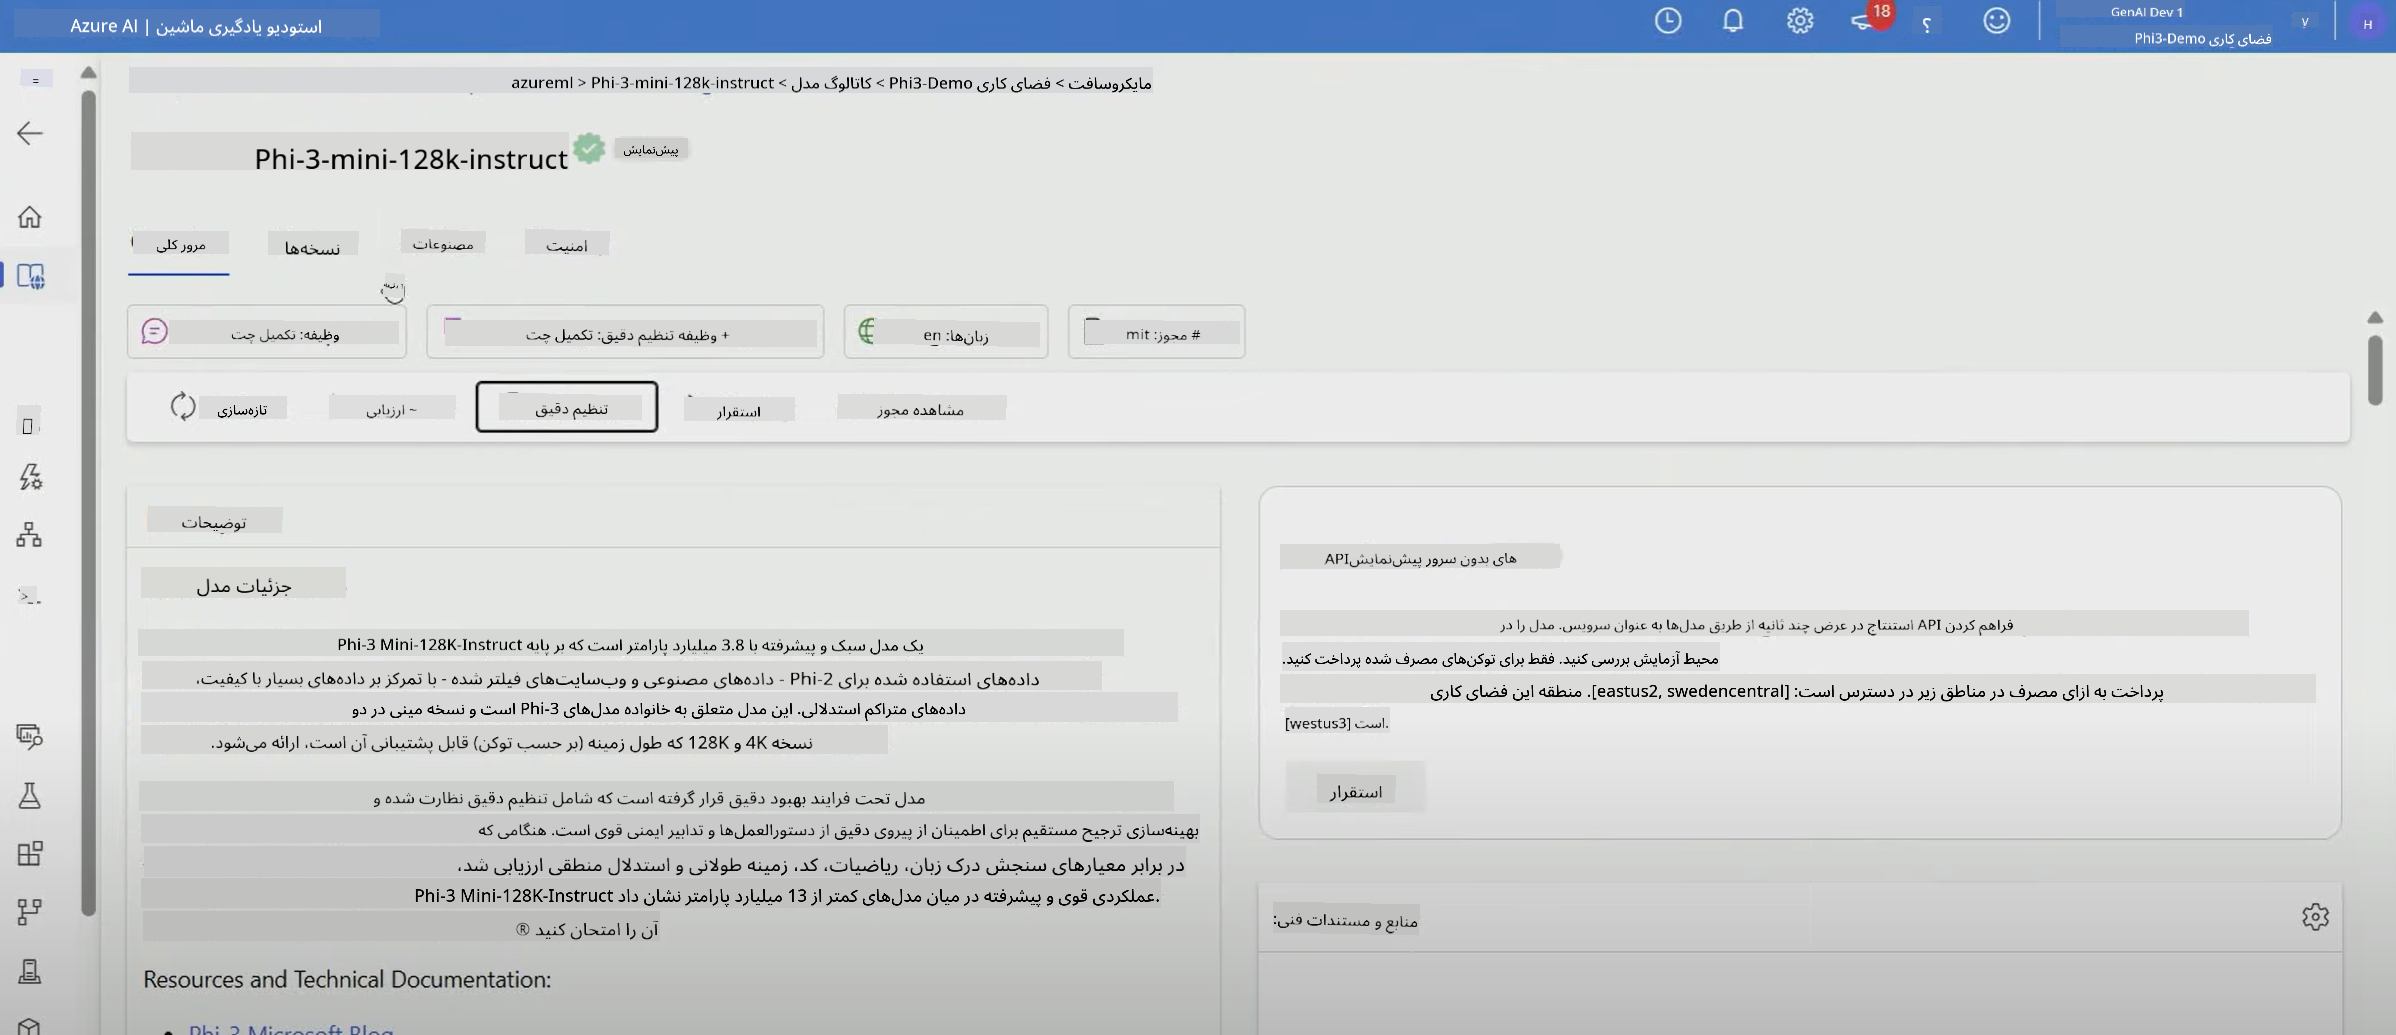 Azure AI | استودیو یادگیری ماشین
18
؟
GenAI Dev 1
فضای کاری Phi3-Demo
H
مایکروسافت > فضای کاری Phi3-Demo > کاتالوگ مدل > azureml > Phi-3-mini-128k-instruct
Phi-3-mini-128k-instruct
پیش‌نمایش
مرور کلی
نسخه‌ها
مصنوعات
امنیت
وظیفه: تکمیل چت
+ وظیفه تنظیم دقیق: تکمیل چت
زبان‌ها: en
# مجوز: mit
تازه‌سازی
~ ارزیابی
تنظیم دقیق
استقرار
مشاهده مجوز
توضیحات
جزئیات مدل
یک مدل سبک و پیشرفته با 3.8 میلیارد پارامتر است که بر پایه Phi-3 Mini-128K-Instruct
داده‌های استفاده شده برای Phi-2 - داده‌های مصنوعی و وب‌سایت‌های فیلتر شده - با تمرکز بر داده‌های بسیار با کیفیت،
داده‌های متراکم استدلالی. این مدل متعلق به خانواده مدل‌های Phi-3 است و نسخه مینی در دو
نسخه 4K و 128K که طول زمینه (بر حسب توکن) قابل پشتیبانی آن است، ارائه می‌شود.
مدل تحت فرایند بهبود دقیق قرار گرفته است که شامل تنظیم دقیق نظارت شده و
بهینه‌سازی ترجیح مستقیم برای اطمینان از پیروی دقیق از دستورالعمل‌ها و تدابیر ایمنی قوی است. هنگامی که
در برابر معیارهای سنجش درک زبان، ریاضیات، کد، زمینه طولانی و استدلال منطقی ارزیابی شد،
عملکردی قوی و پیشرفته در میان مدل‌های کمتر از 13 میلیارد پارامتر نشان داد Phi-3 Mini-128K-Instruct.
آن را امتحان کنید ®
Resources and Technical Documentation:
Phi-3 Microsoft Blog
های بدون سرور پیش‌نمایشAPI
فراهم کردن API استنتاج در عرض چند ثانیه از طریق مدل‌ها به عنوان سرویس. مدل را در
محیط آزمایش بررسی کنید. فقط برای توکن‌های مصرف شده پرداخت کنید.
پرداخت به ازای مصرف در مناطق زیر در دسترس است: [eastus2, swedencentral]. منطقه این فضای کاری
[westus3] است.
استقرار
منابع و مستندات فنی: